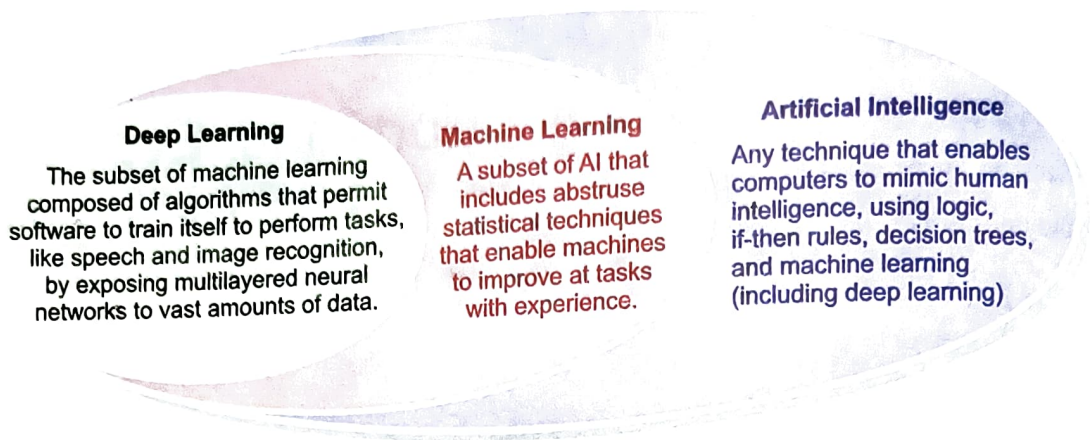 Deep Learning
The subset of machine learning
composed of algorithms that permit
software to train itself to perform tasks,
like speech and image recognition,
by exposing multilayered neural
networks to vast amounts of data.
Machine Learning
A subset of AI that
includes abstruse
statistical techniques
that enable machines
to improve at tasks
with experience.
Artificial Intelligence
Any technique that enables
computers to mimic human
intelligence, using logic,
if-then rules, decision trees,
and machine learning
(including deep learning)